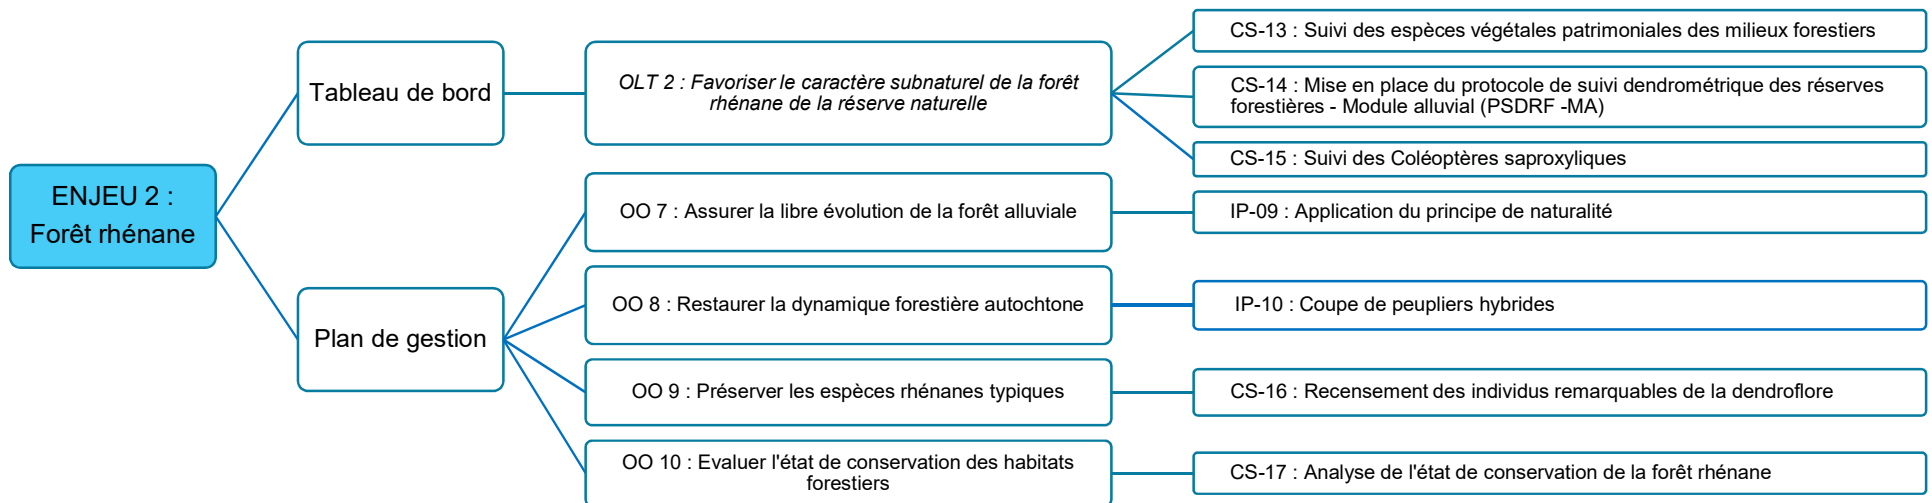 ENJEU 2 :
Forêt rhénane
Tableau de bord
OLT 2 : Favoriser le caractère subnaturel de la forêt
rhénane de la réserve naturelle
CS-13 : Suivi des espèces végétales patrimoniales des milieux forestiers
CS-14 : Mise en place du protocole de suivi dendrométrique des réserves
forestières - Module alluvial (PSDRF -MA)
CS-15 : Suivi des Coléoptères saproxyliques
Plan de gestion
OO 7 : Assurer la libre évolution de la forêt alluviale
IP-09 : Application du principe de naturalité
OO 8 : Restaurer la dynamique forestière autochtone
IP-10 : Coupe de peupliers hybrides
OO 9 : Préserver les espèces rhénanes typiques
CS-16 : Recensement des individus remarquables de la dendroflore
OO 10 : Evaluer l'état de conservation des habitats
forestiers
CS-17 : Analyse de l'état de conservation de la forêt rhénane